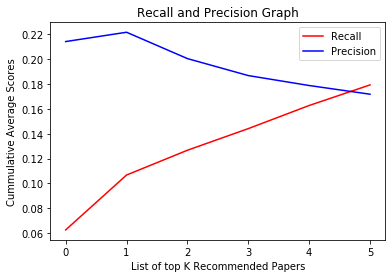 Recall and Precision Graph
Recall
Precision
Cummulative Average Scores
0.22
0.20
0.18
0.16
0.14
0.12
0.10
0.08
0.06
0 1 2 3 4 5
List of top K Recommended Papers